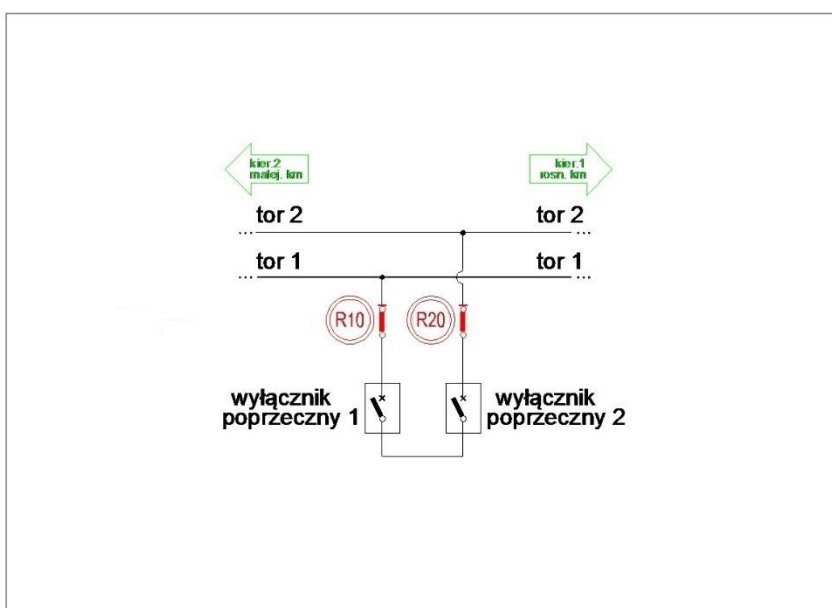 kier.2
malej. km
kier.1
rosn. km
tor 2
tor 2
... ...
tor 1
tor 1
... ...
R10
R20
wyłącznik
poprzeczny 1
wyłącznik
poprzeczny 2